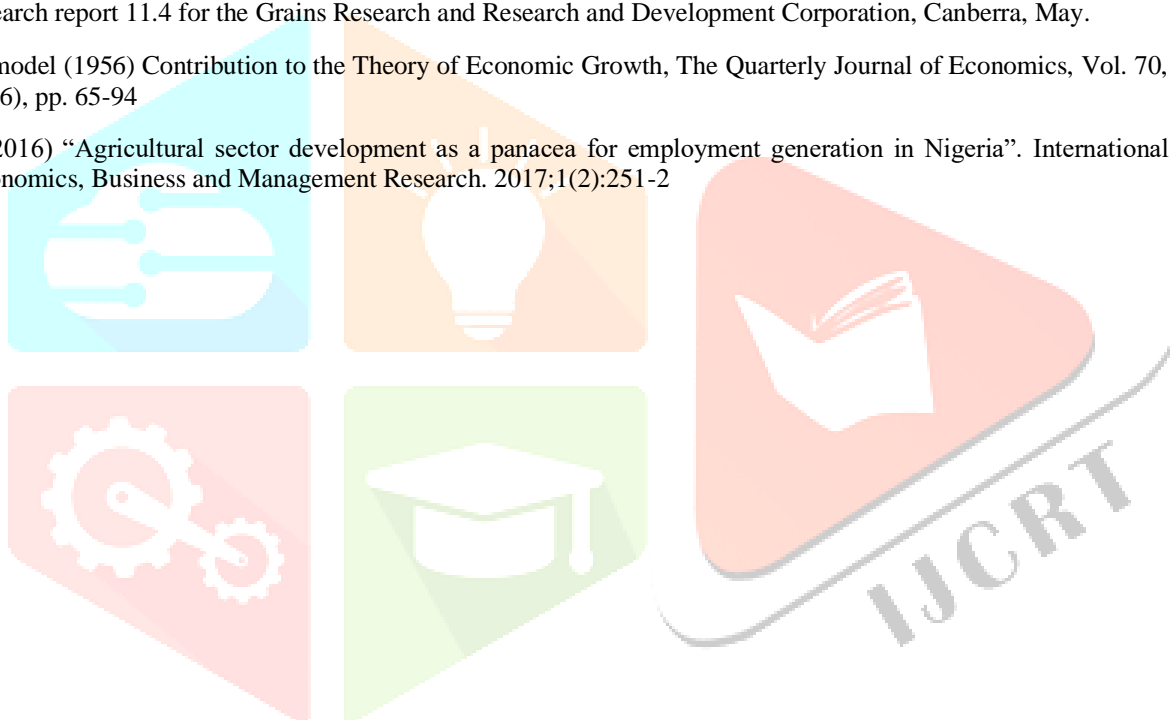 earch report 11.4 for the Grains Research and Research and Development Corporation, Canberra, May.
model (1956) Contribution to the Theory of Economic Growth, The Quarterly Journal of Economics, Vol. 70,
6), pp. 65-94
2016) “Agricultural sector development as a panacea for employment generation in Nigeria”. International
onomics, Business and Management Research. 2017;1(2):251-2
IJCRT